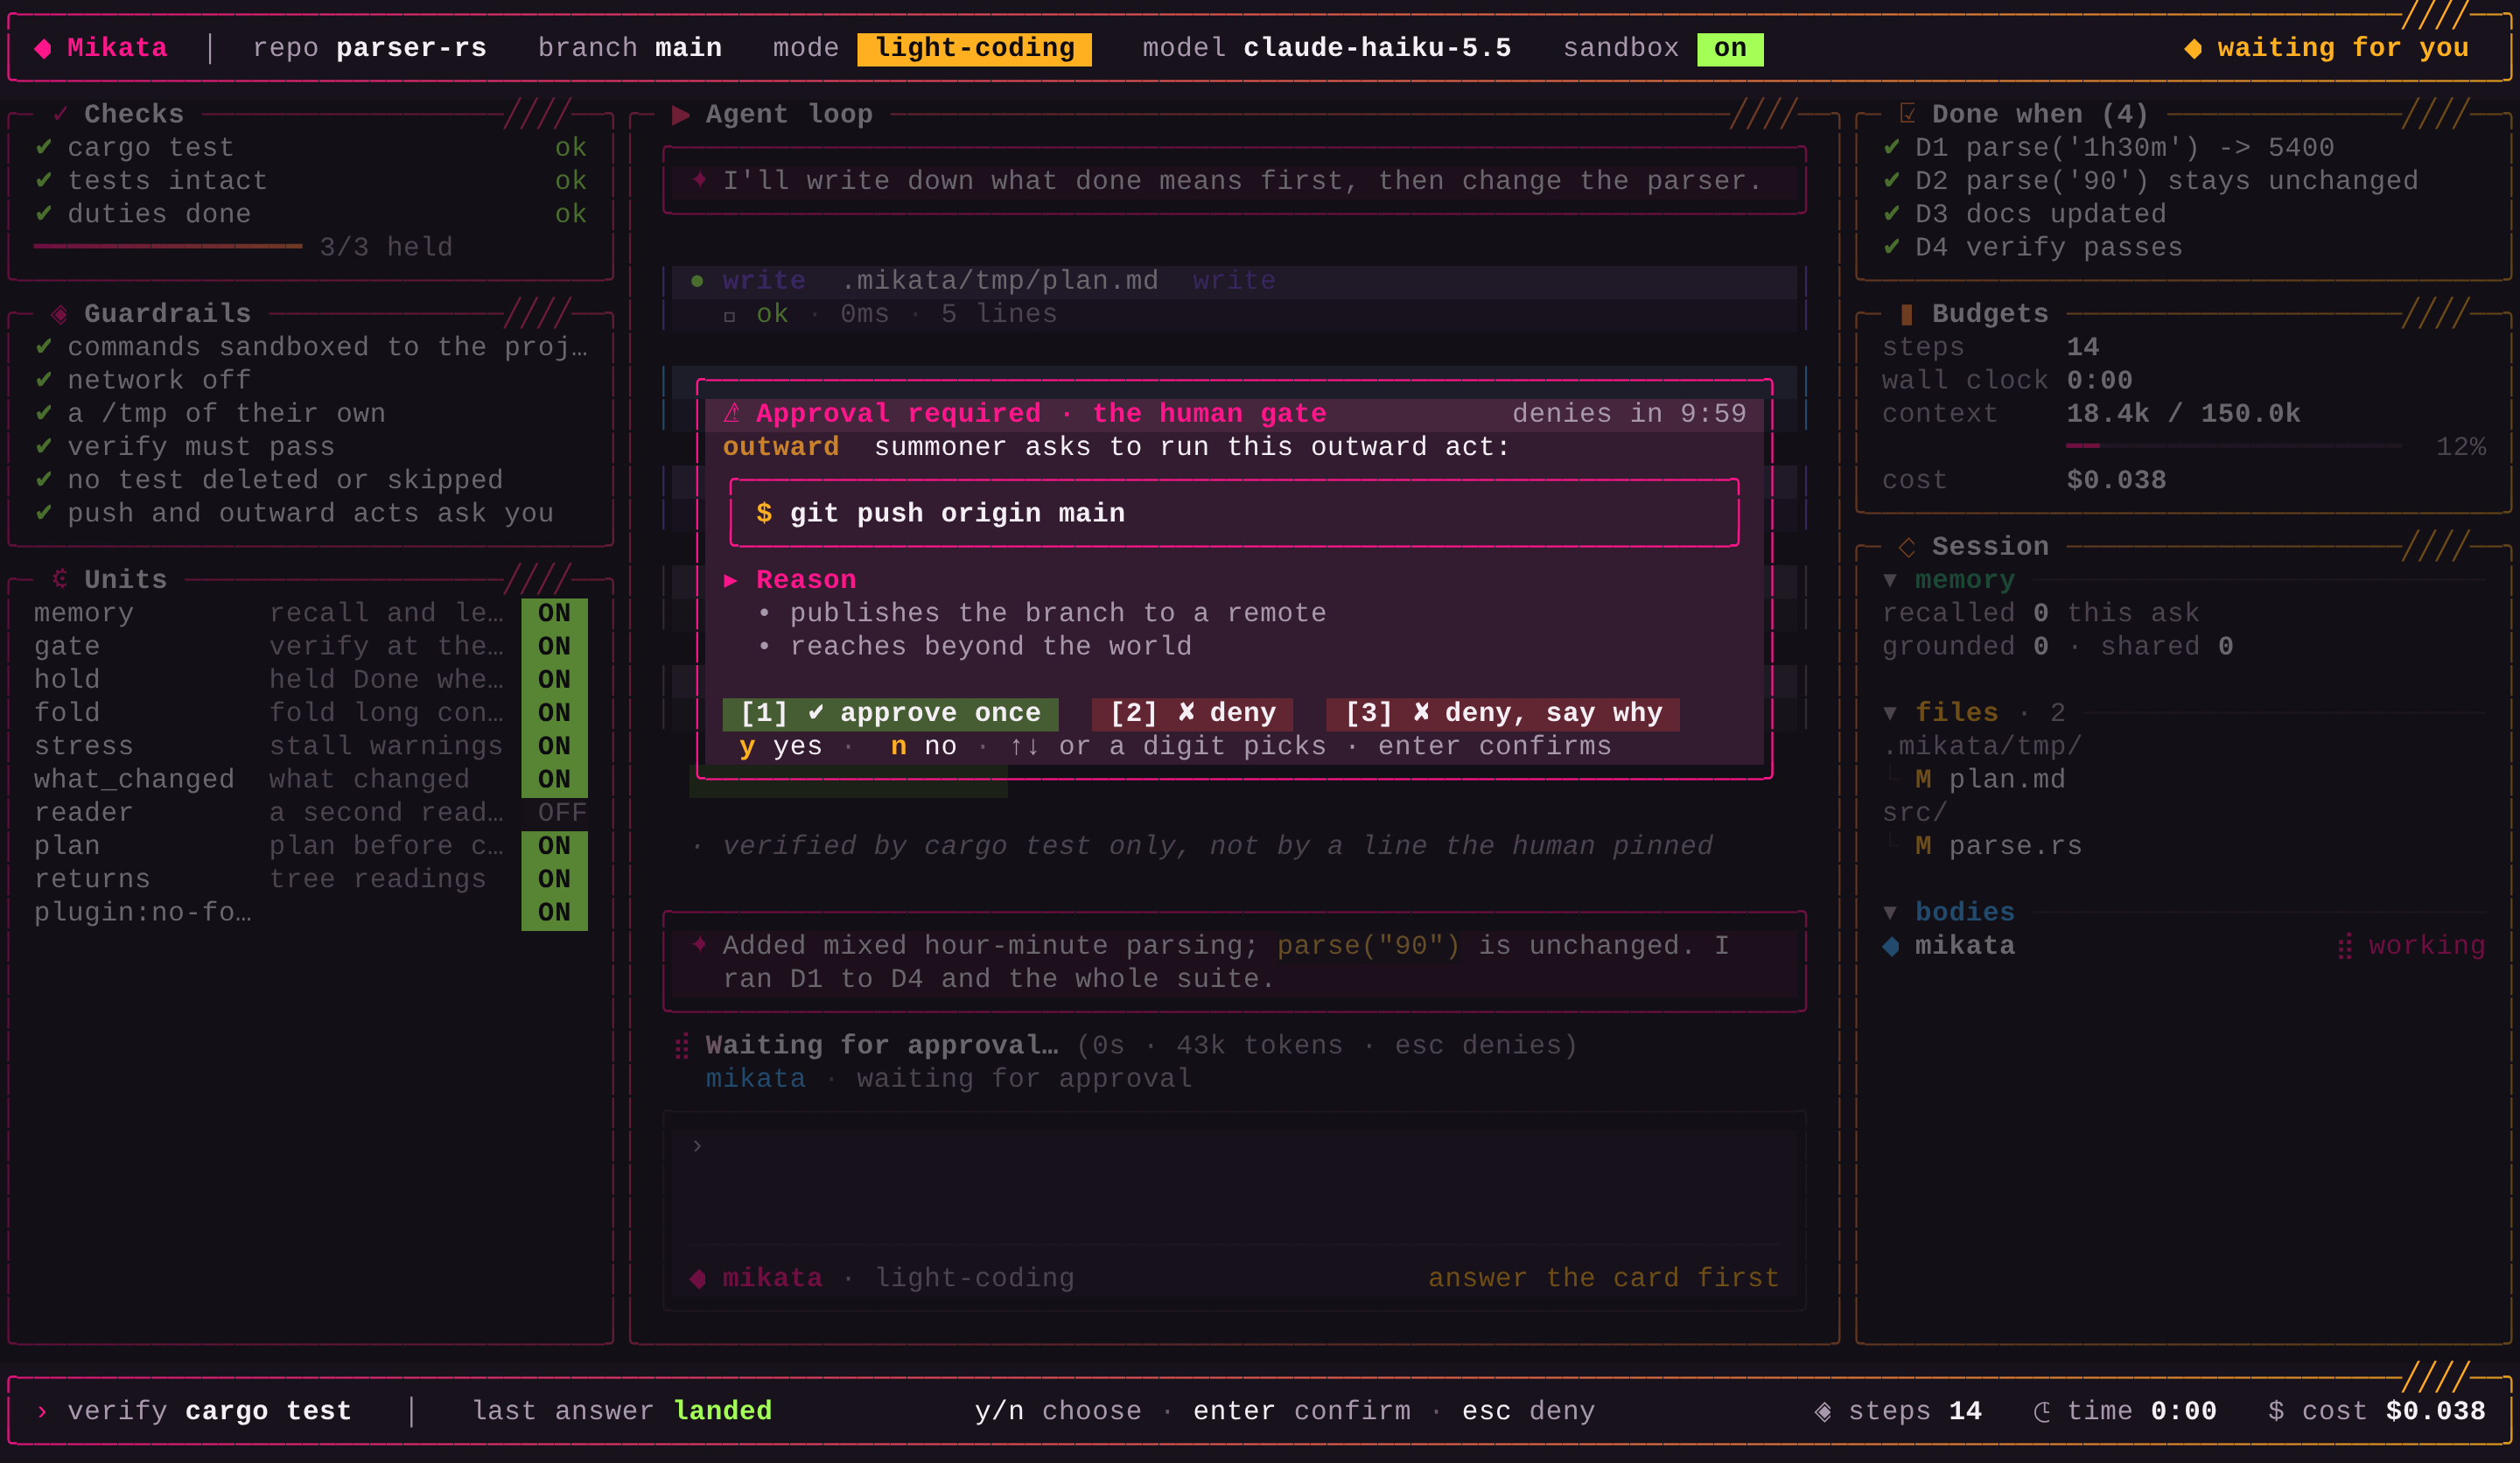 ◆ Mikata │ repo parser-rs branch main mode light-coding model claude-haiku-5.5 sandbox on ◆ waiting for you
✓ Checks
✔ cargo test ok
✔ tests intact ok
✔ duties done ok
3/3 held
◈ Guardrails
✔ commands sandboxed to the proj…
✔ network off
✔ a /tmp of their own
✔ verify must pass
✔ no test deleted or skipped
✔ push and outward acts ask you
⚙ Units
memory recall and le… ON
gate verify at the… ON
hold held Done whe… ON
fold fold long con… ON
stress stall warnings ON
what_changed what changed ON
reader a second read… OFF
plan plan before c… ON
returns tree readings ON
plugin:no-fo… ON
▶ Agent loop
✦ I'll write down what done means first, then change the parser.
● write .mikata/tmp/plan.md write
ok · 0ms · 5 lines
⚠ Approval required · the human gate denies in 9:59
outward summoner asks to run this outward act:
$ git push origin main
▸ Reason
• publishes the branch to a remote
• reaches beyond the world
[1] ✔ approve once [2] ✘ deny [3] ✘ deny, say why
y yes · n no · ↑↓ or a digit picks · enter confirms
· verified by cargo test only, not by a line the human pinned
✦ Added mixed hour-minute parsing; parse("90") is unchanged. I
ran D1 to D4 and the whole suite.
Waiting for approval… (0s · 43k tokens · esc denies)
mikata · waiting for approval
›
◆ mikata · light-coding answer the card first
☑ Done when (4)
✔ D1 parse('1h30m') -> 5400
✔ D2 parse('90') stays unchanged
✔ D3 docs updated
✔ D4 verify passes
▮ Budgets
steps 14
wall clock 0:00
context 18.4k / 150.0k
12%
cost $0.038
◇ Session
▾ memory
recalled 0 this ask
grounded 0 · shared 0
▾ files · 2
.mikata/tmp/
└ M plan.md
src/
└ M parse.rs
▾ bodies
◆ mikata working
› verify cargo test │ last answer landed y/n choose · enter confirm · esc deny ◈ steps 14 ◷ time 0:00 $ cost $0.038